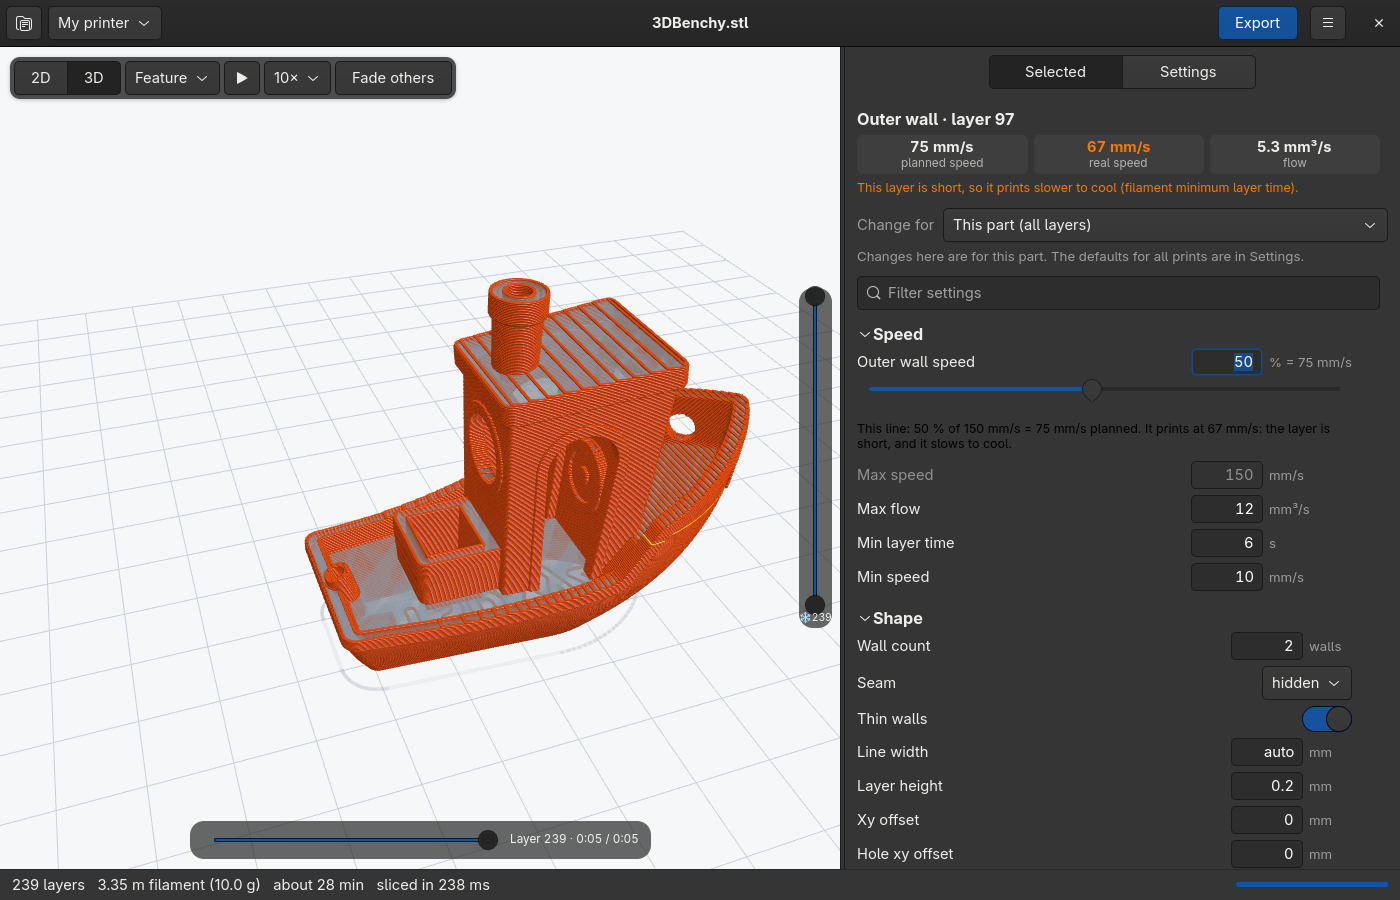 My printer
3DBenchy.stl
Export
2D
3D
Feature
10×
Fade others
Selected
Settings
Outer wall · layer 97
75 mm/s
planned speed
67 mm/s
real speed
5.3 mm³/s
flow
This layer is short, so it prints slower to cool (filament minimum layer time).
Change for
This part (all layers)
Changes here are for this part. The defaults for all prints are in Settings.
Filter settings
Speed
Outer wall speed
50
% = 75 mm/s
This line: 50 % of 150 mm/s = 75 mm/s planned. It prints at 67 mm/s: the layer is
short, and it slows to cool.
Max speed
150
mm/s
Max flow
12
mm³/s
Min layer time
6
s
Min speed
10
mm/s
Shape
Wall count
2
walls
Seam
hidden
Thin walls
Line width
auto
mm
Layer height
0.2
mm
Xy offset
0
mm
Hole xy offset
0
mm
239
Layer 239 · 0:05 / 0:05
239 layers
3.35 m filament (10.0 g)
about 28 min
sliced in 238 ms